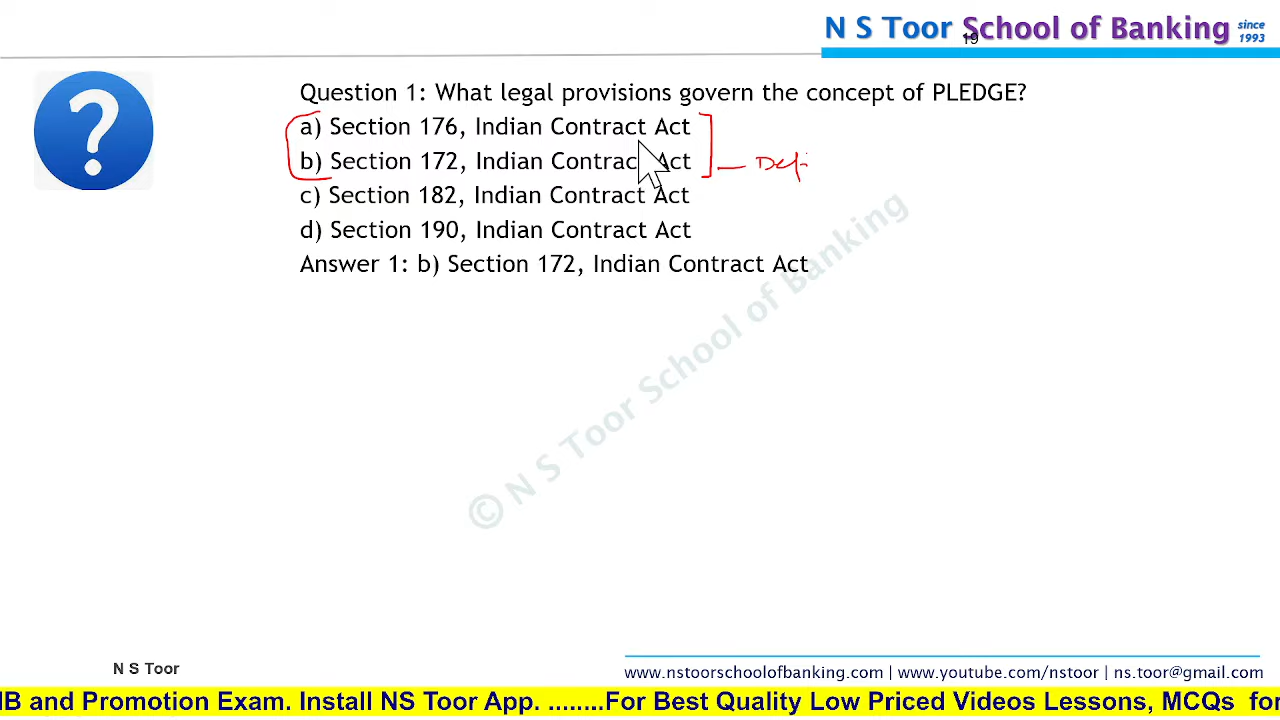 N S Toor School of Banking since 1993
19
Question 1: What legal provisions govern the concept of PLEDGE?
a) Section 176, Indian Contract Act
b) Section 172, Indian Contract Act
Defi
c) Section 182, Indian Contract Act
d) Section 190, Indian Contract Act
Answer 1: b) Section 172, Indian Contract Act
© N S Toor School of Banking
N S Toor
www.nstoorschoolofbanking.com | www.youtube.com/nstoor | ns.toor@gmail.com
and Promotion Exam. Install NS Toor App. ........For Best Quality Low Priced Videos Lessons, MCQs for